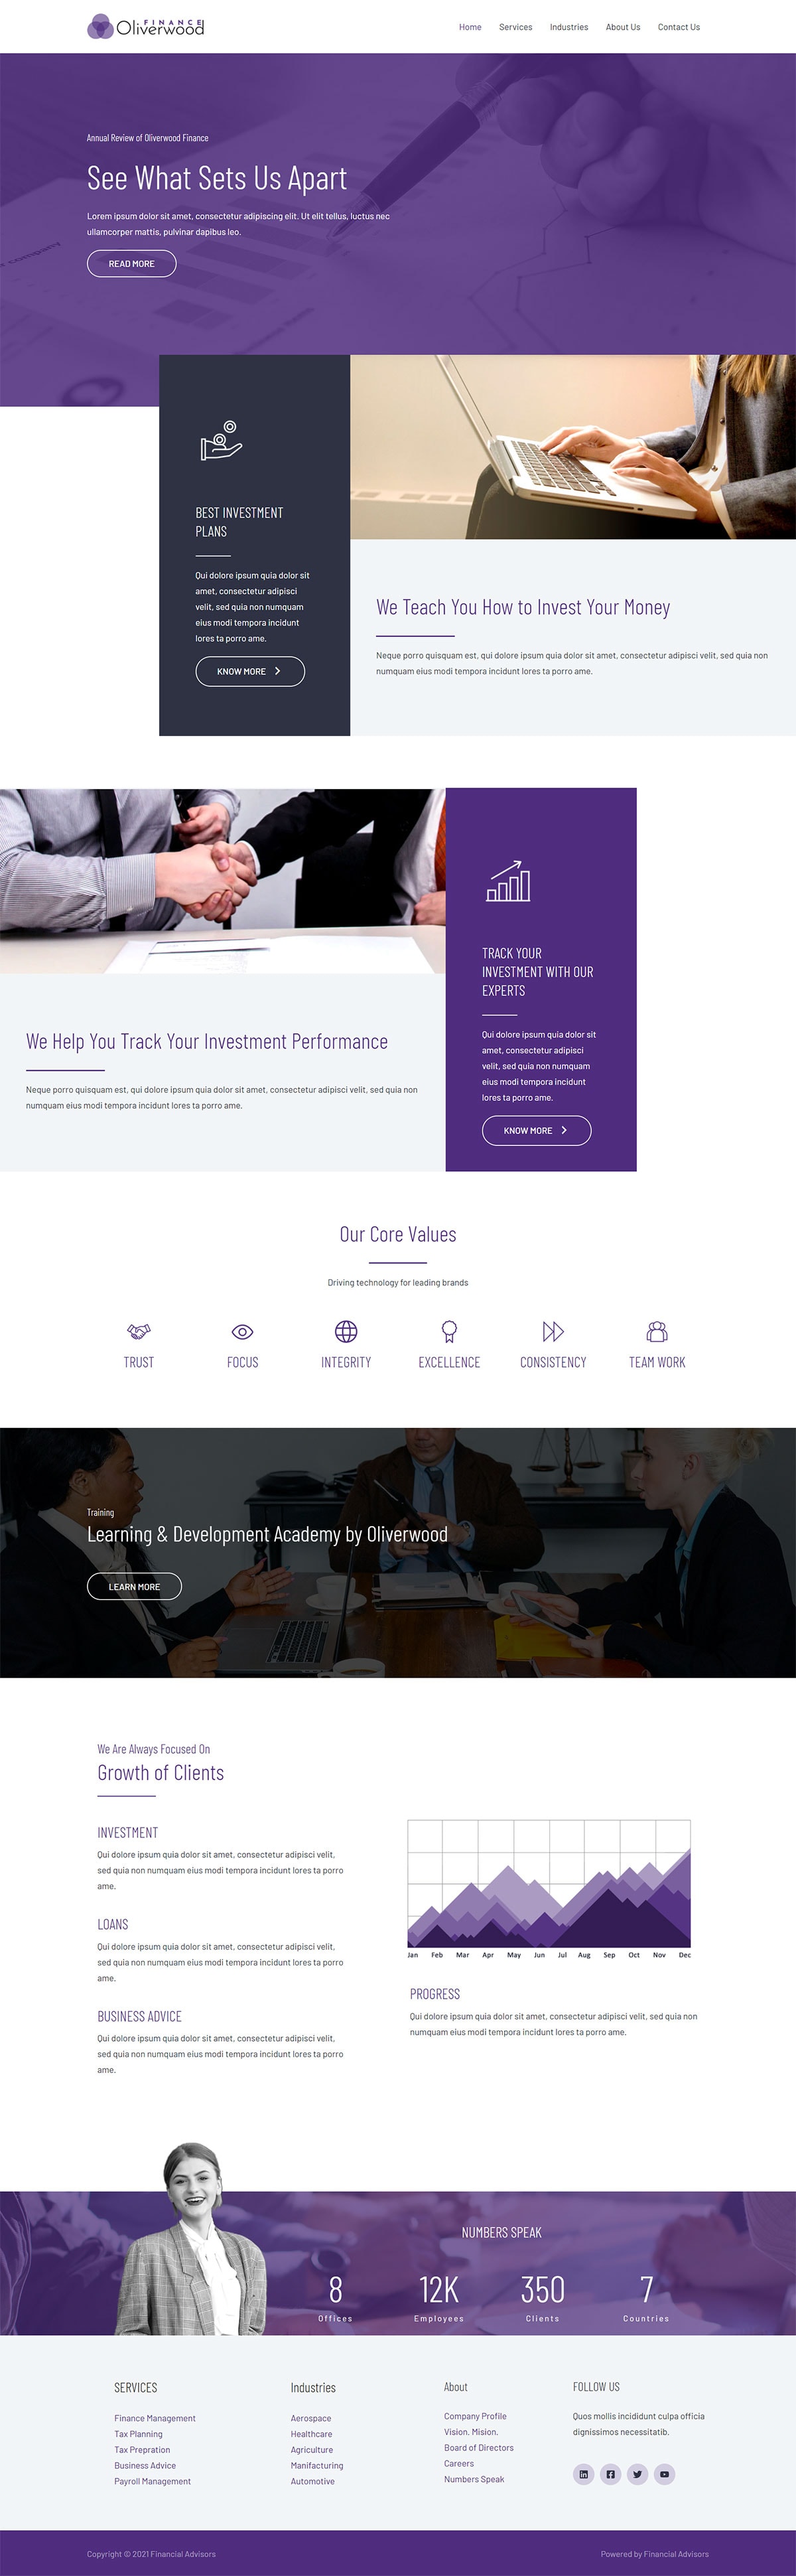 FINANCE
Oliverwood
Home Services Industries About Us Contact Us
Annual Review of Oliverwood Finance
See What Sets Us Apart
Lorem ipsum dolor sit amet, consectetur adipiscing elit. Ut elit tellus, luctus nec
ullamcorper mattis, pulvinar dapibus leo.
READ MORE
BEST INVESTMENT
PLANS
Qui dolore ipsum quia dolor sit
amet, consectetur adipisci
velit, sed quia non numquam
eius modi tempora incidunt
lores ta porro ame.
KNOW MORE
We Teach You How to Invest Your Money
Neque porro quisquam est, qui dolore ipsum quia dolor sit amet, consectetur adipisci velit, sed quia non
numquam eius modi tempora incidunt lores ta porro ame.
We Help You Track Your Investment Performance
Neque porro quisquam est, qui dolore ipsum quia dolor sit amet, consectetur adipisci velit, sed quia non
numquam eius modi tempora incidunt lores ta porro ame.
TRACK YOUR
INVESTMENT WITH OUR
EXPERTS
Qui dolore ipsum quia dolor sit
amet, consectetur adipisci
velit, sed quia non numquam
eius modi tempora incidunt
lores ta porro ame.
KNOW MORE
Our Core Values
Driving technology for leading brands
TRUST FOCUS INTEGRITY EXCELLENCE CONSISTENCY TEAM WORK
Training
Learning & Development Academy by Oliverwood
LEARN MORE
We Are Always Focused On
Growth of Clients
INVESTMENT
Qui dolore ipsum quia dolor sit amet, consectetur adipisci velit,
sed quia non numquam eius modi tempora incidunt lores ta porro
ame.
LOANS
Qui dolore ipsum quia dolor sit amet, consectetur adipisci velit,
sed quia non numquam eius modi tempora incidunt lores ta porro
ame.
BUSINESS ADVICE
Qui dolore ipsum quia dolor sit amet, consectetur adipisci velit,
sed quia non numquam eius modi tempora incidunt lores ta porro
ame.
Jan Feb Mar Apr May Jun Jul Aug Sep Oct Nov Dec
PROGRESS
Qui dolore ipsum quia dolor sit amet, consectetur adipisci velit, sed quia non
numquam eius modi tempora incidunt lores ta porro ame.
NUMBERS SPEAK
8 12K 350 7
Offices Employees Clients Countries
SERVICES
Finance Management
Tax Planning
Tax Prepration
Business Advice
Payroll Management
Industries
Aerospace
Healthcare
Agriculture
Manifacturing
Automotive
About
Company Profile
Vision. Mision.
Board of Directors
Careers
Numbers Speak
FOLLOW US
Quos mollis incididunt culpa officia
dignissimos necessitatib.
Copyright © 2021 Financial Advisors
Powered by Financial Advisors